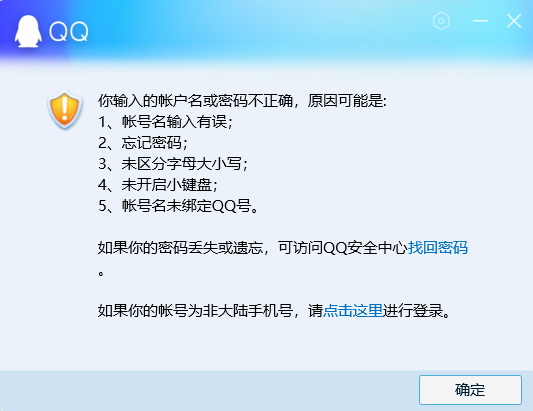 QQ
你输入的帐户名或密码不正确，原因可能是:
1、帐号名输入有误；
2、忘记密码；
3、未区分字母大小写；
4、未开启小键盘；
5、帐号名未绑定QQ号。
如果你的密码丢失或遗忘，可访问QQ安全中心找回密码
。
如果你的帐号为非大陆手机号，请点击这里进行登录。
确定